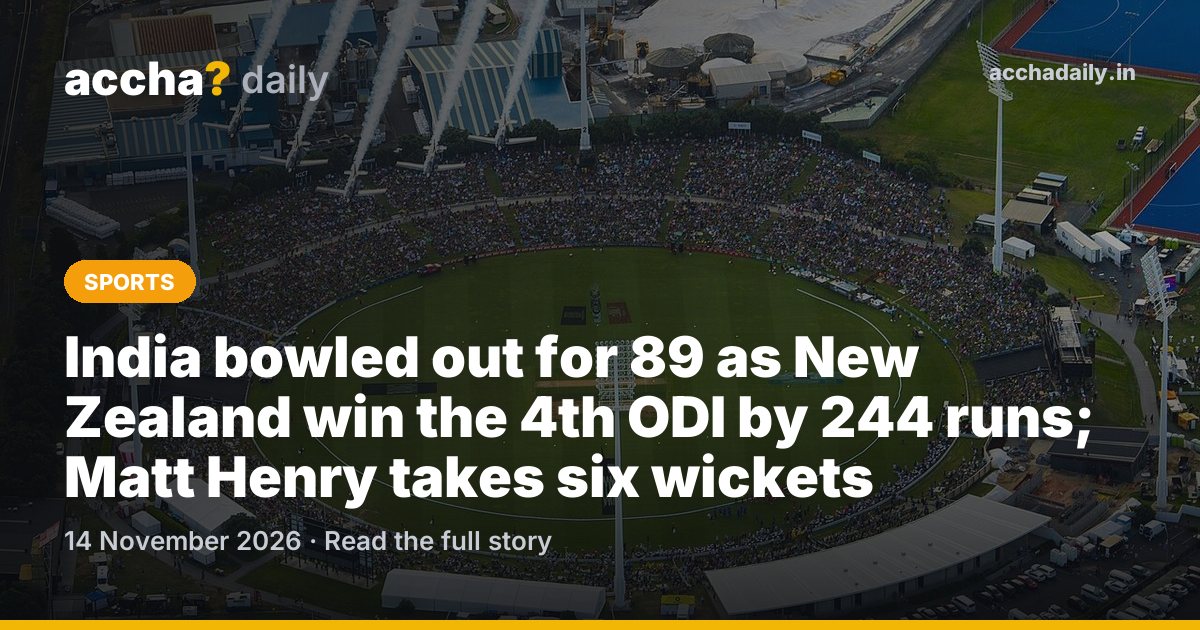 accha? daily
acchadaily.in
SPORTS
India bowled out for 89 as New
Zealand win the 4th ODI by 244 runs;
Matt Henry takes six wickets
14 November 2026 · Read the full story